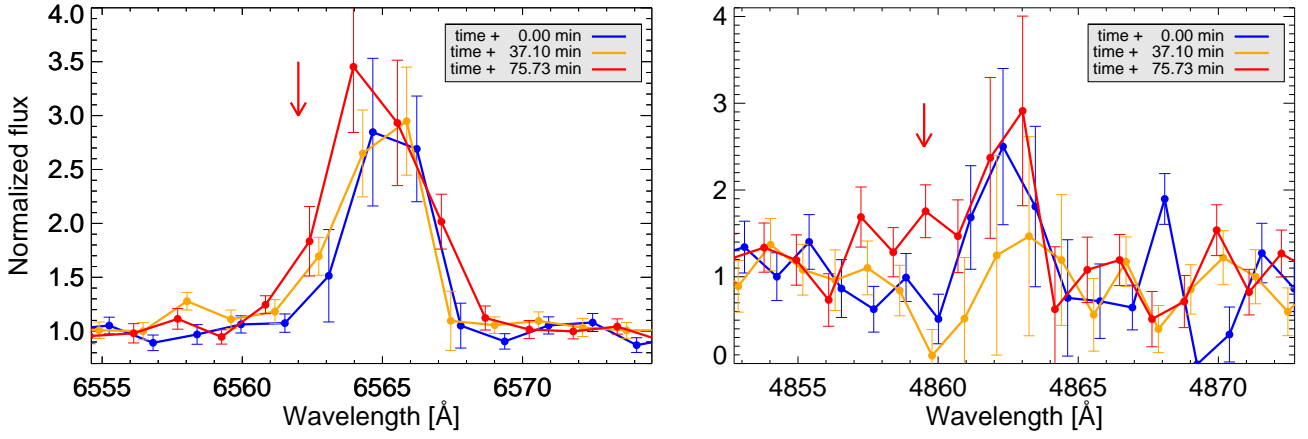 time + 0.00 min
time + 37.10 min
time + 75.73 min
4.0
3.5
3.0
2.5
2.0
1.5
1.0
Normalized flux
6555 6560 6565 6570
Wavelength [Å]
time + 0.00 min
time + 37.10 min
time + 75.73 min
4
3
2
1
0
4855 4860 4865 4870
Wavelength [Å]